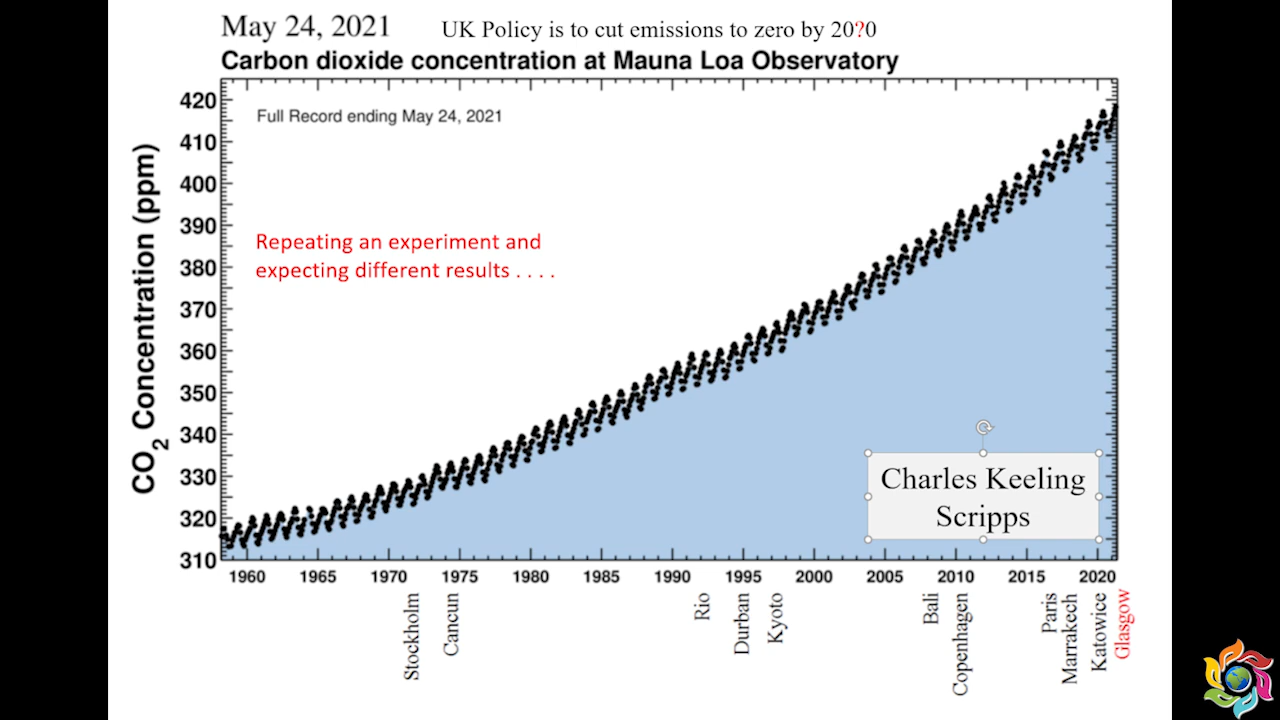 May 24, 2021
UK Policy is to cut emissions to zero by 20?0
Carbon dioxide concentration at Mauna Loa Observatory
Full Record ending May 24, 2021
CO2 Concentration (ppm)
420
410
400
390
380
370
360
350
340
330
320
310
Repeating an experiment and
expecting different results . . . .
Charles Keeling
Scripps
1960 1965 1970 1975 1980 1985 1990 1995 2000 2005 2010 2015 2020
Stockholm
Cancun
Rio
Durban
Kyoto
Bali
Copenhagen
Paris
Marrakech
Katowice
Glasgow